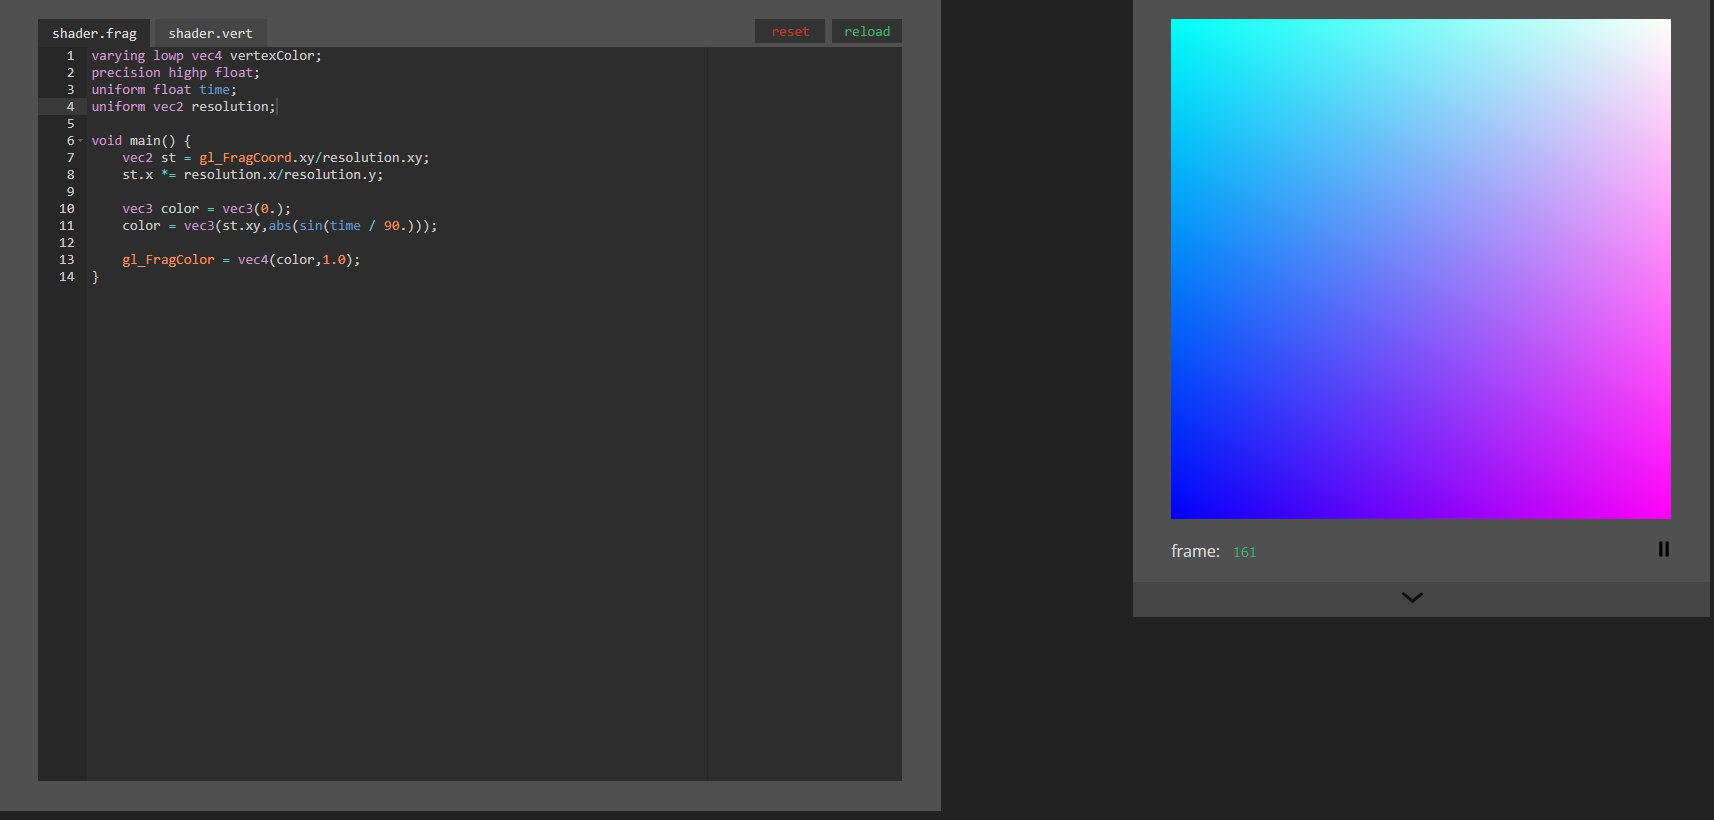 shader.frag shader.vert reset reload
1 varying lowp vec4 vertexColor;
2 precision highp float;
3 uniform float time;
4 uniform vec2 resolution;
5
6 void main() {
7     vec2 st = gl_FragCoord.xy/resolution.xy;
8     st.x *= resolution.x/resolution.y;
9
10     vec3 color = vec3(0.);
11     color = vec3(st.xy,abs(sin(time / 90.)));
12
13     gl_FragColor = vec4(color,1.0);
14 }
frame: 161